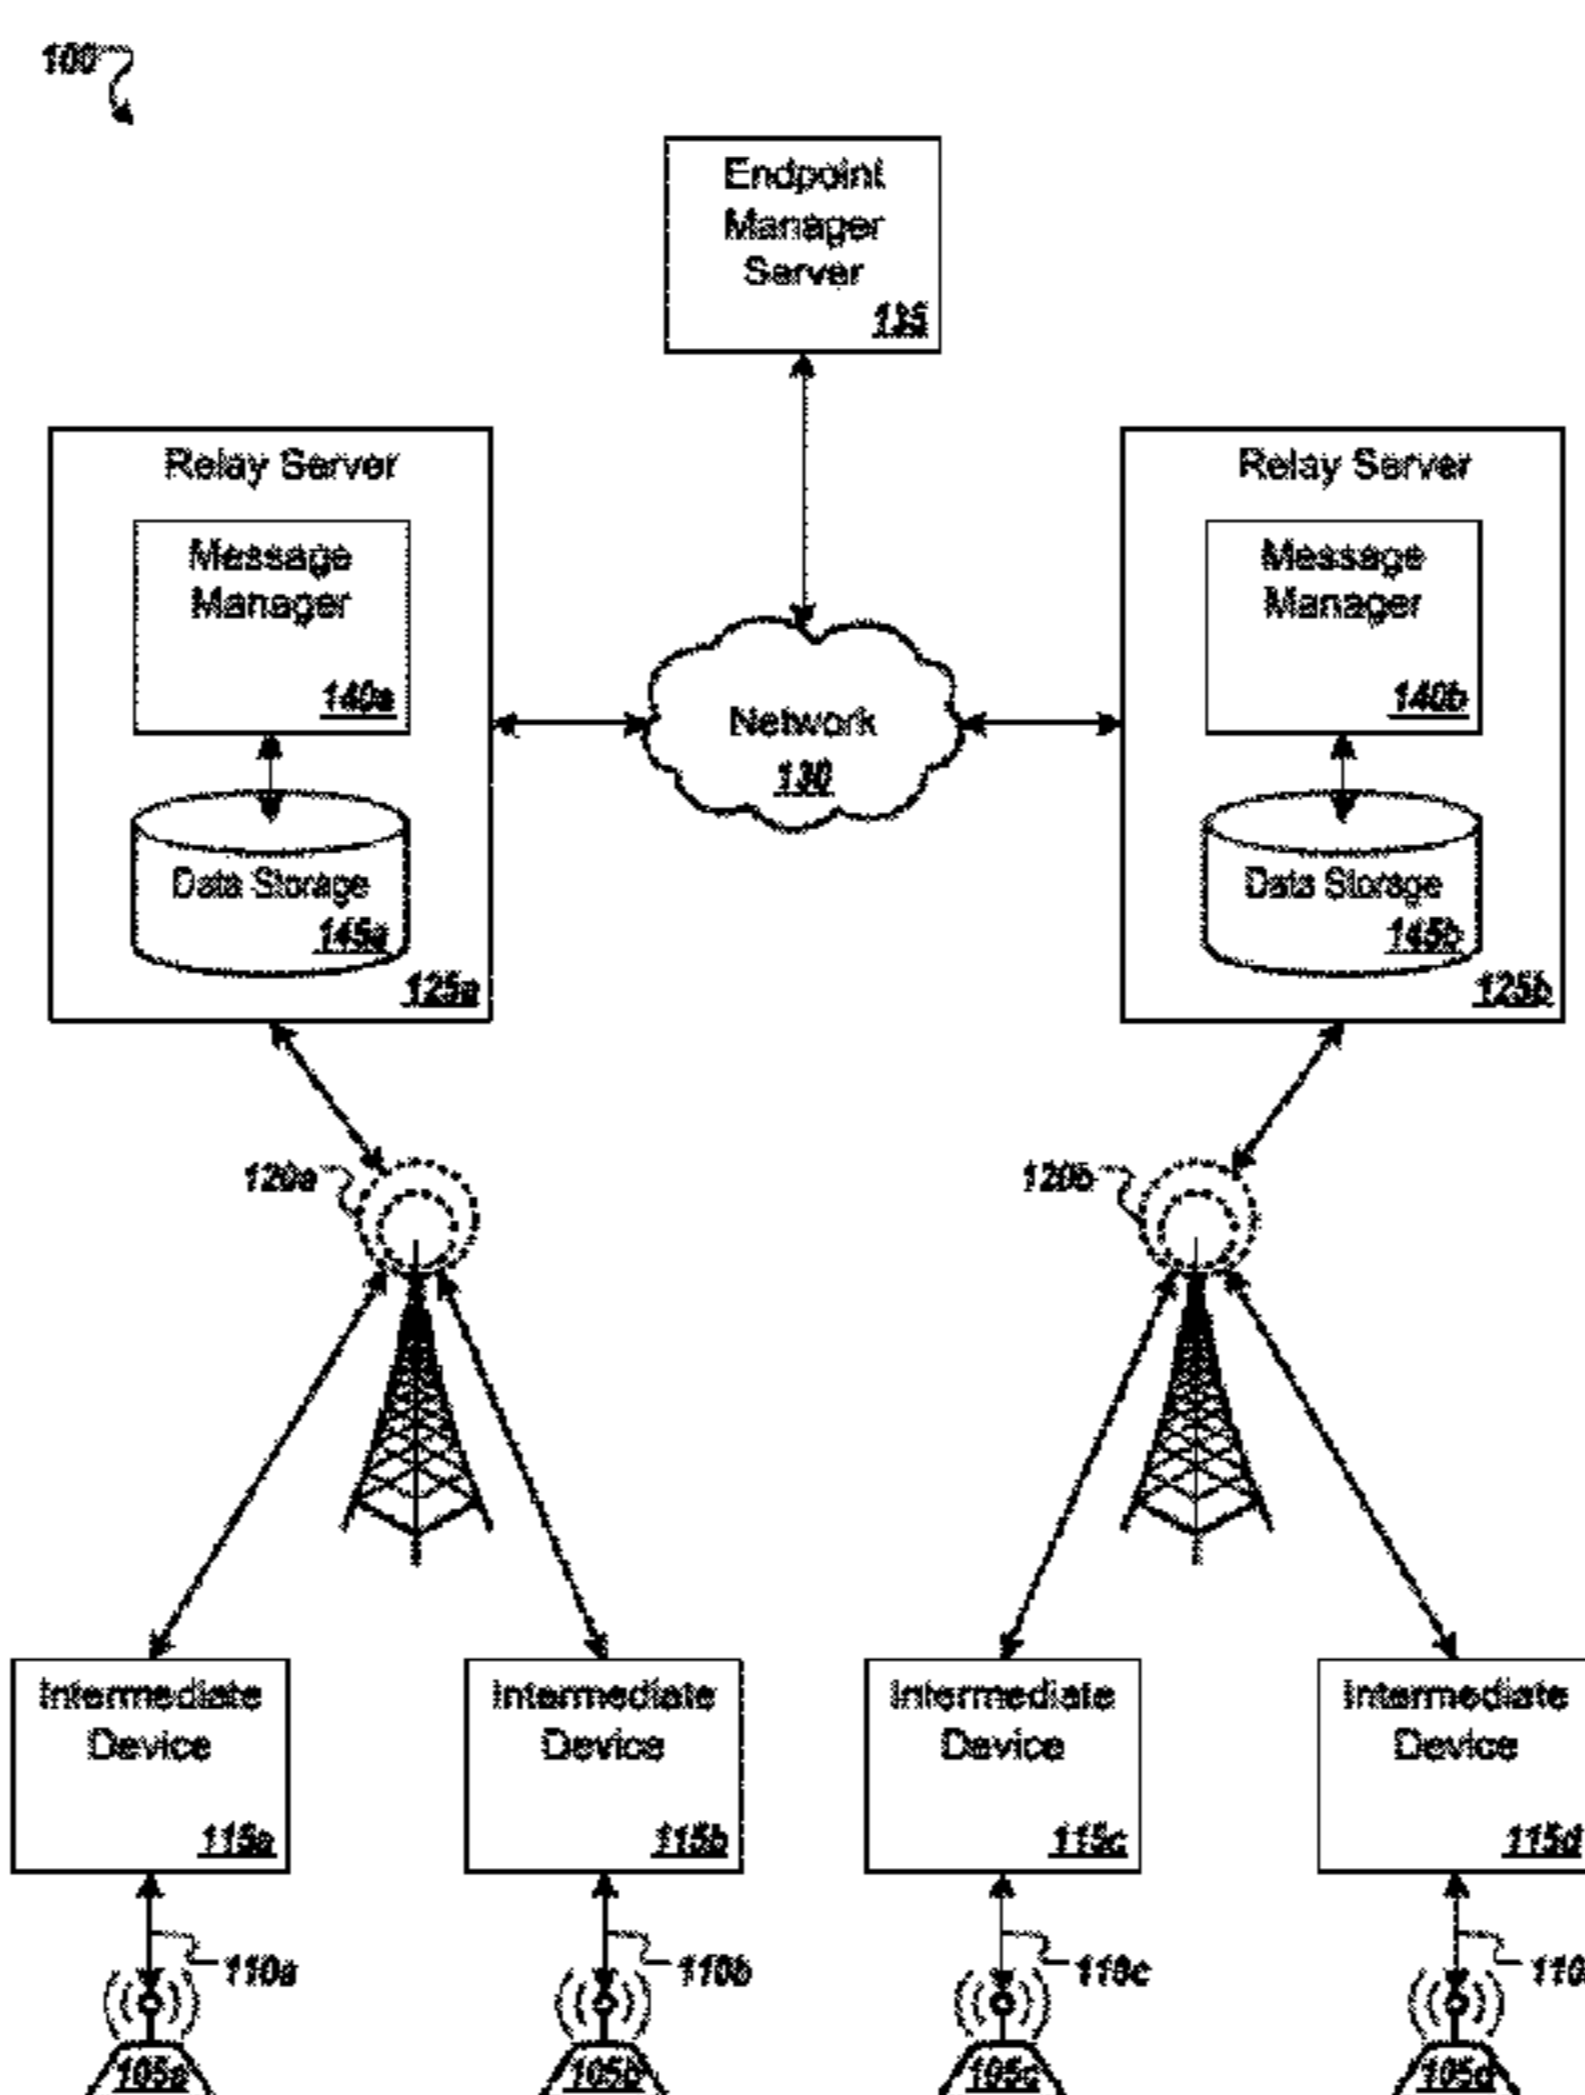 100
Endpoint
Manager
Server
135
Relay Server
Message
Manager
140a
Data Storage
145a
125a
Network
130
Relay Server
Message
Manager
140b
Data Storage
145b
125b
120a
120b
Intermediate
Device
115a
Intermediate
Device
115b
Intermediate
Device
115c
Intermediate
Device
115d
110a
110b
110c
110
105a
105b
105c
105d